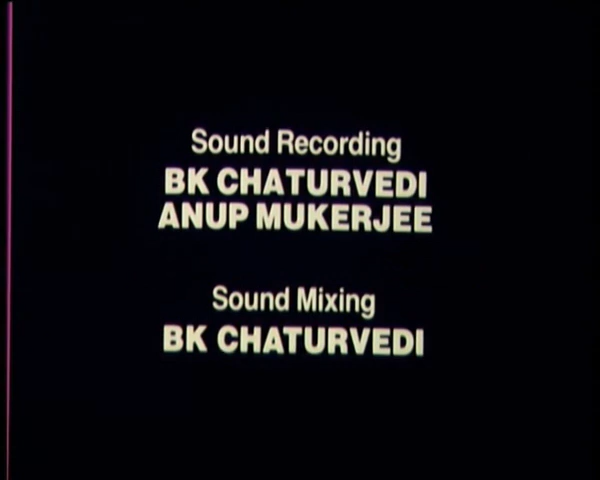 Sound Recording
BK CHATURVEDI
ANUP MUKERJEE
Sound Mixing
BK CHATURVEDI